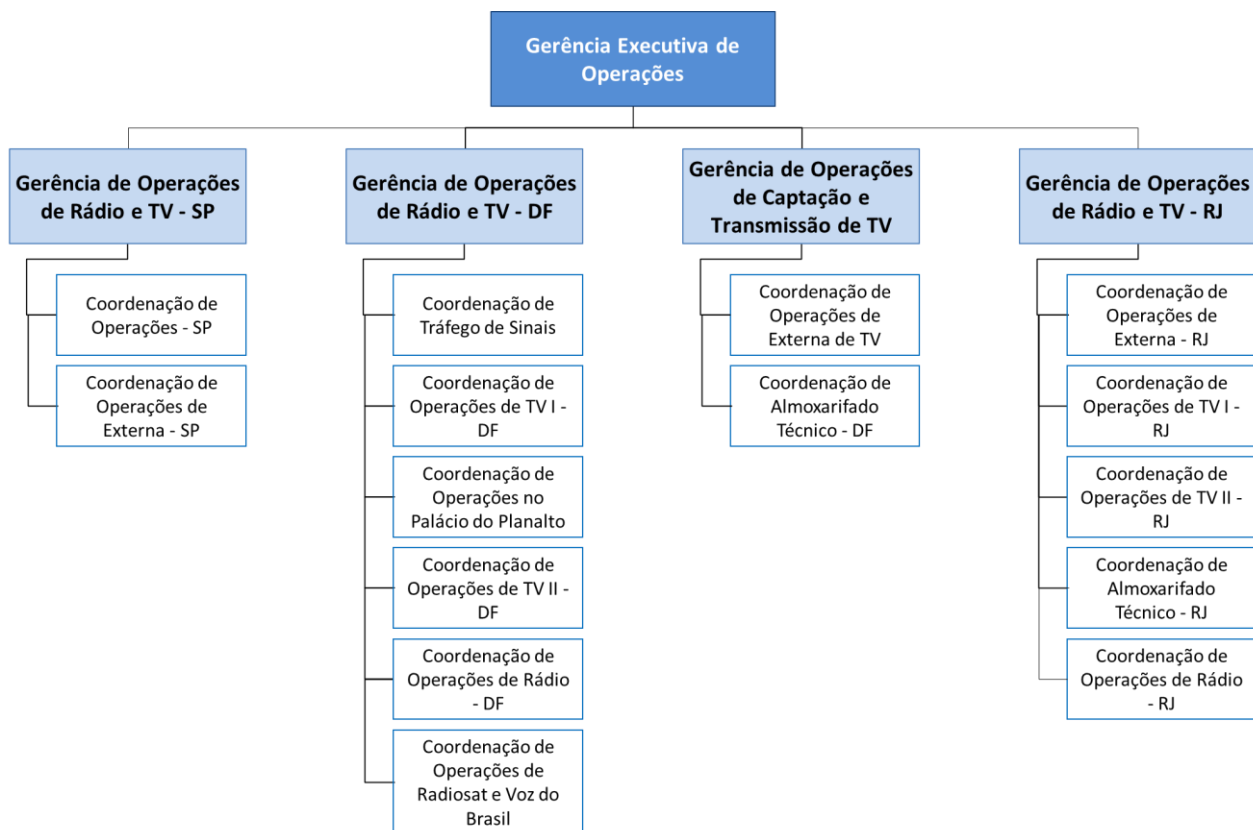 Gerência Executiva de
Operações
Gerência de Operações
de Rádio e TV - SP
Coordenação de
Operações - SP
Coordenação de
Operações de
Externa - SP
Gerência de Operações
de Rádio e TV - DF
Coordenação de
Tráfego de Sinais
Coordenação de
Operações de TV I -
DF
Coordenação de
Operações no
Palácio do Planalto
Coordenação de
Operações de TV II -
DF
Coordenação de
Operações de Rádio
- DF
Coordenação de
Operações de
Radiosat e Voz do
Brasil
Gerência de Operações
de Captação e
Transmissão de TV
Coordenação de
Operações de
Externa de TV
Coordenação de
Almoxarifado
Técnico - DF
Gerência de Operações
de Rádio e TV - RJ
Coordenação de
Operações de
Externa - RJ
Coordenação de
Operações de TV I -
RJ
Coordenação de
Operações de TV II -
RJ
Coordenação de
Almoxarifado
Técnico - RJ
Coordenação de
Operações de Rádio
- RJ